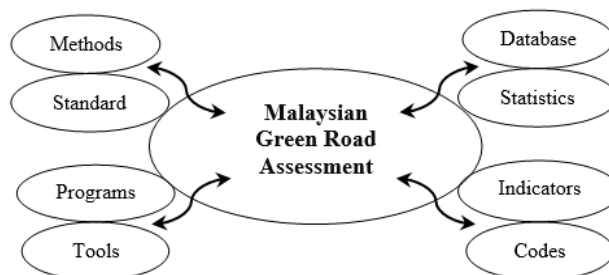 Methods
Standard
Database
Statistics
Malaysian
Green Road
Assessment
Programs
Tools
Indicators
Codes